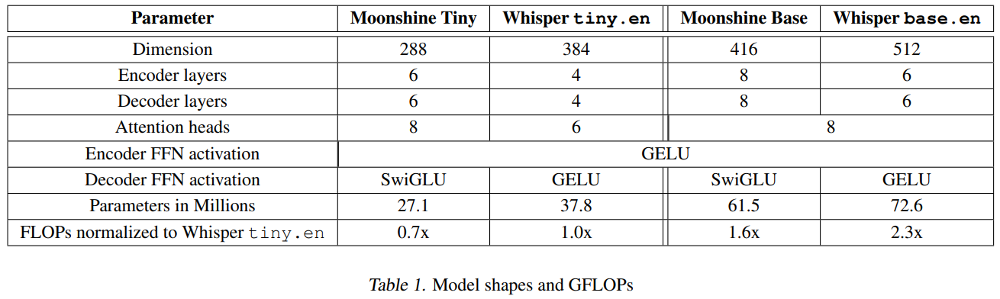 Parameter Moonshine Tiny Whisper tiny.en Moonshine Base Whisper base.en
Dimension 288 384 416 512
Encoder layers 6 4 8 6
Decoder layers 6 4 8 6
Attention heads 8 6 8
Encoder FFN activation GELU
Decoder FFN activation SwiGLU GELU SwiGLU GELU
Parameters in Millions 27.1 37.8 61.5 72.6
FLOPs normalized to Whisper tiny.en 0.7x 1.0x 1.6x 2.3x
Table 1. Model shapes and GFLOPs